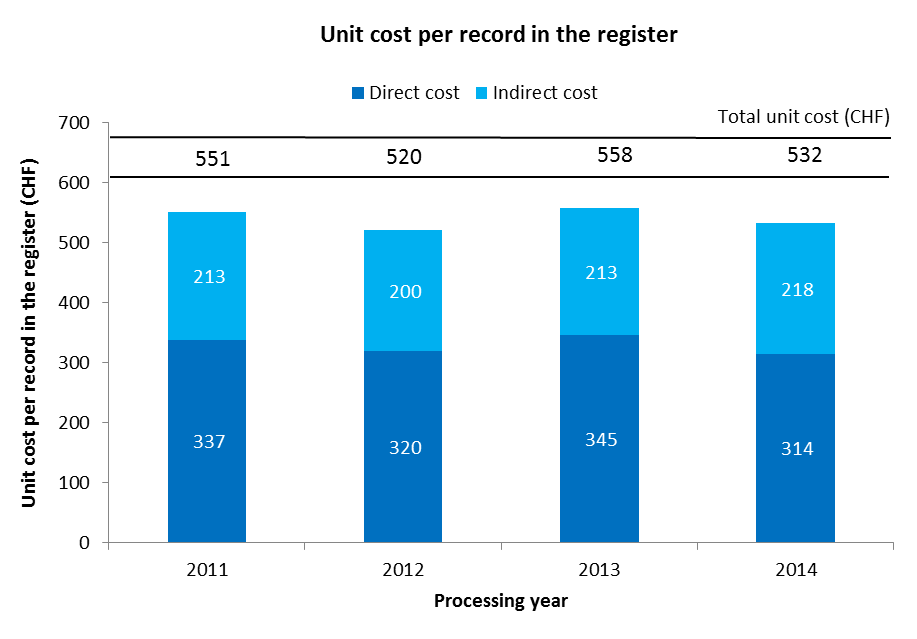 Unit cost per record in the register
Direct cost Indirect cost
Total unit cost (CHF)
Unit cost per record in the register (CHF)
700
600
500
400
300
200
100
0
551 520 558 532
213 200 213 218
337 320 345 314
2011 2012 2013 2014
Processing year